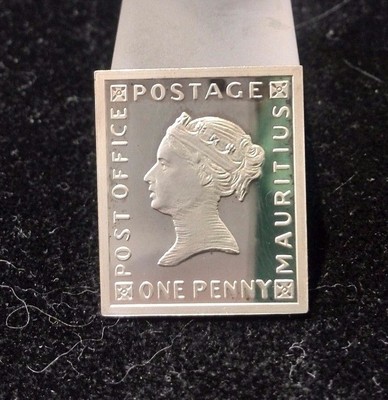 POSTAGE
POST OFFICE
MAURITIUS
ONE PENNY